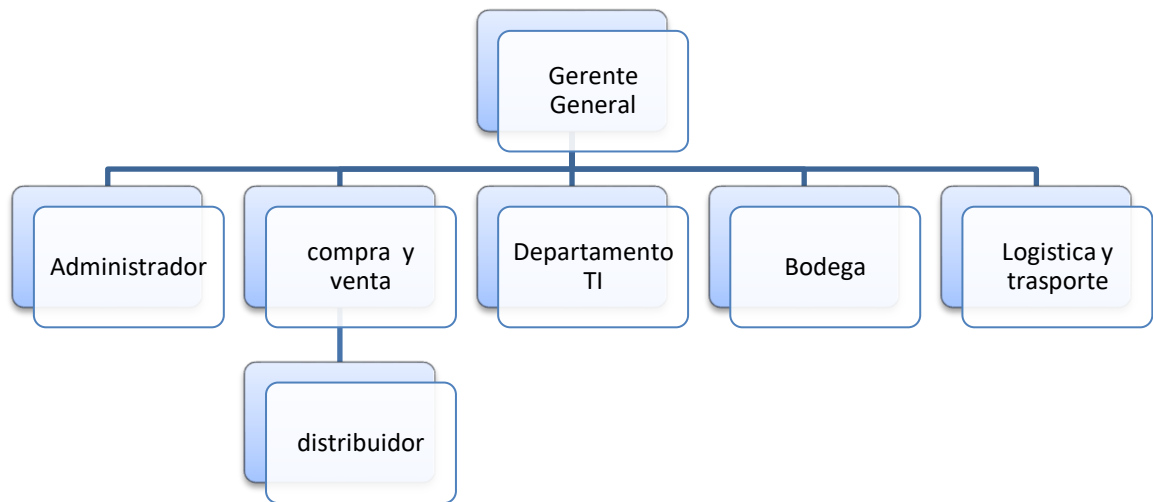 Gerente
General
Administrador
compra y
venta
Departamento
TI
Bodega
Logistica y
trasporte
distribuidor